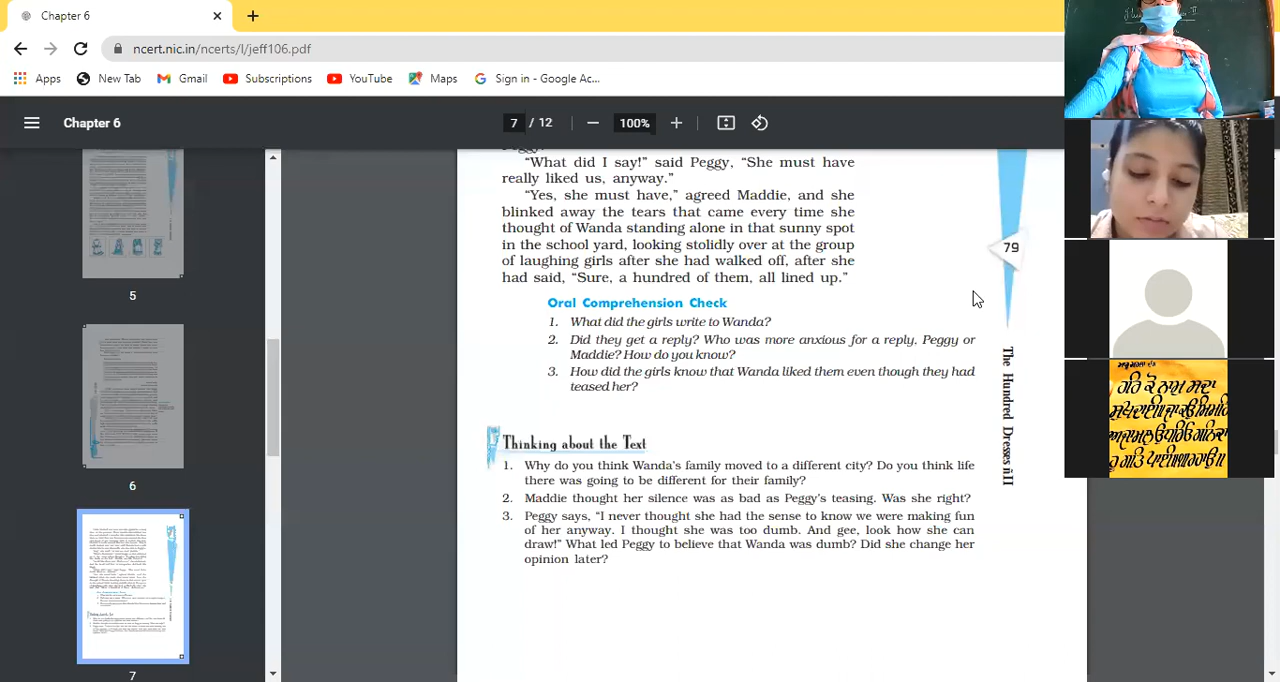 Chapter 6
ncert.nic.in/ncerts/l/jeff106.pdf
Apps
New Tab
Gmail
Subscriptions
YouTube
Maps
Sign in - Google Ac...
Chapter 6
7 / 12
100%
"What did I say!" said Peggy, "She must have
really liked us, anyway."
"Yes, she must have," agreed Maddie, and she
blinked away the tears that came every time she
thought of Wanda standing alone in that sunny spot
in the school yard, looking stolidly over at the group
of laughing girls after she had walked off, after she
had said, "Sure, a hundred of them, all lined up."
Oral Comprehension Check
1. What did the girls write to Wanda?
2. Did they get a reply? Who was more anxious for a reply, Peggy or
Maddie? How do you know?
3. How did the girls know that Wanda liked them even though they had
teased her?
Thinking about the Text
1. Why do you think Wanda's family moved to a different city? Do you think life
there was going to be different for their family?
2. Maddie thought her silence was as bad as Peggy's teasing. Was she right?
3. Peggy says, "I never thought she had the sense to know we were making fun
of her anyway. I thought she was too dumb. And gee, look how she can
draw!" What led Peggy to believe that Wanda was dumb? Did she change her
opinion later?
79
The Hundred Dresses ñ II
5
6
7
ਹਰਿ ਕੋ ਨਾਮੁ ਸਦਾ